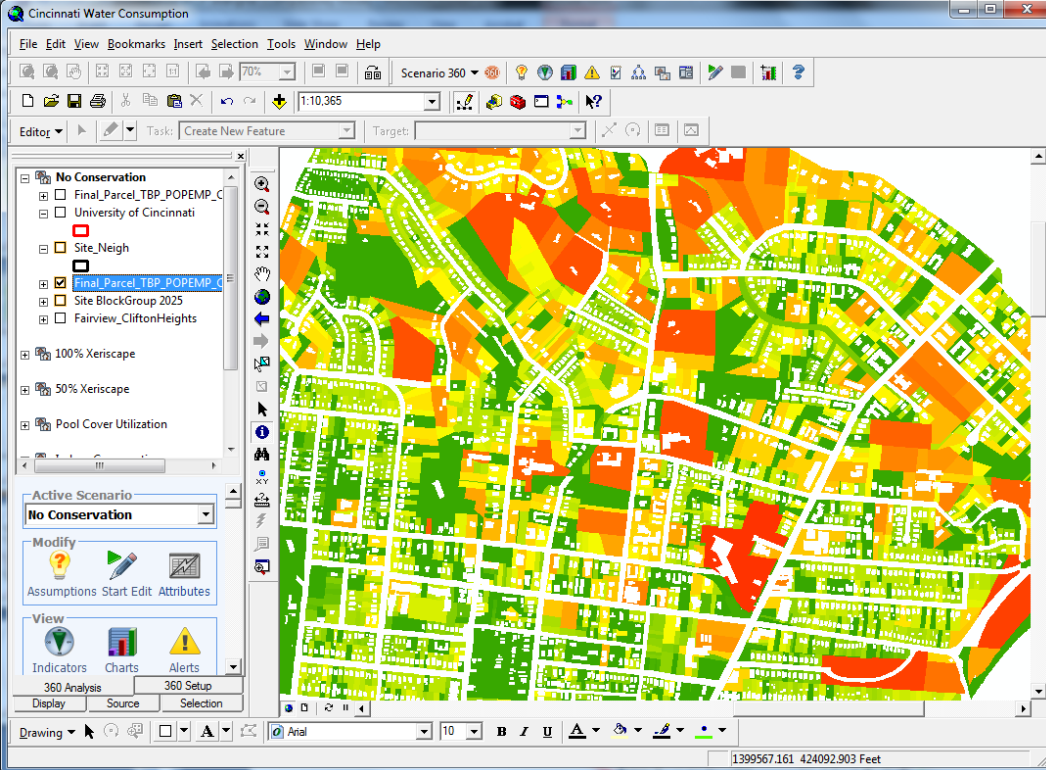 Cincinnati Water Consumption
File Edit View Bookmarks Insert Selection Tools Window Help
70% Scenario 360
1:10,365
Editor Task: Create New Feature Target:
No Conservation
Final_Parcel_TBP_POPEMP_C
University of Cincinnati
Site_Neigh
Final_Parcel_TBP_POPEMP_C
Site BlockGroup 2025
Fairview_CliftonHeights
100% Xeriscape
50% Xeriscape
Pool Cover Utilization
Active Scenario
No Conservation
Modify
Assumptions Start Edit Attributes
View
Indicators Charts Alerts
360 Analysis 360 Setup
Display Source Selection
Drawing A Arial 10 B I U A
1399567.161 424092.903 Feet